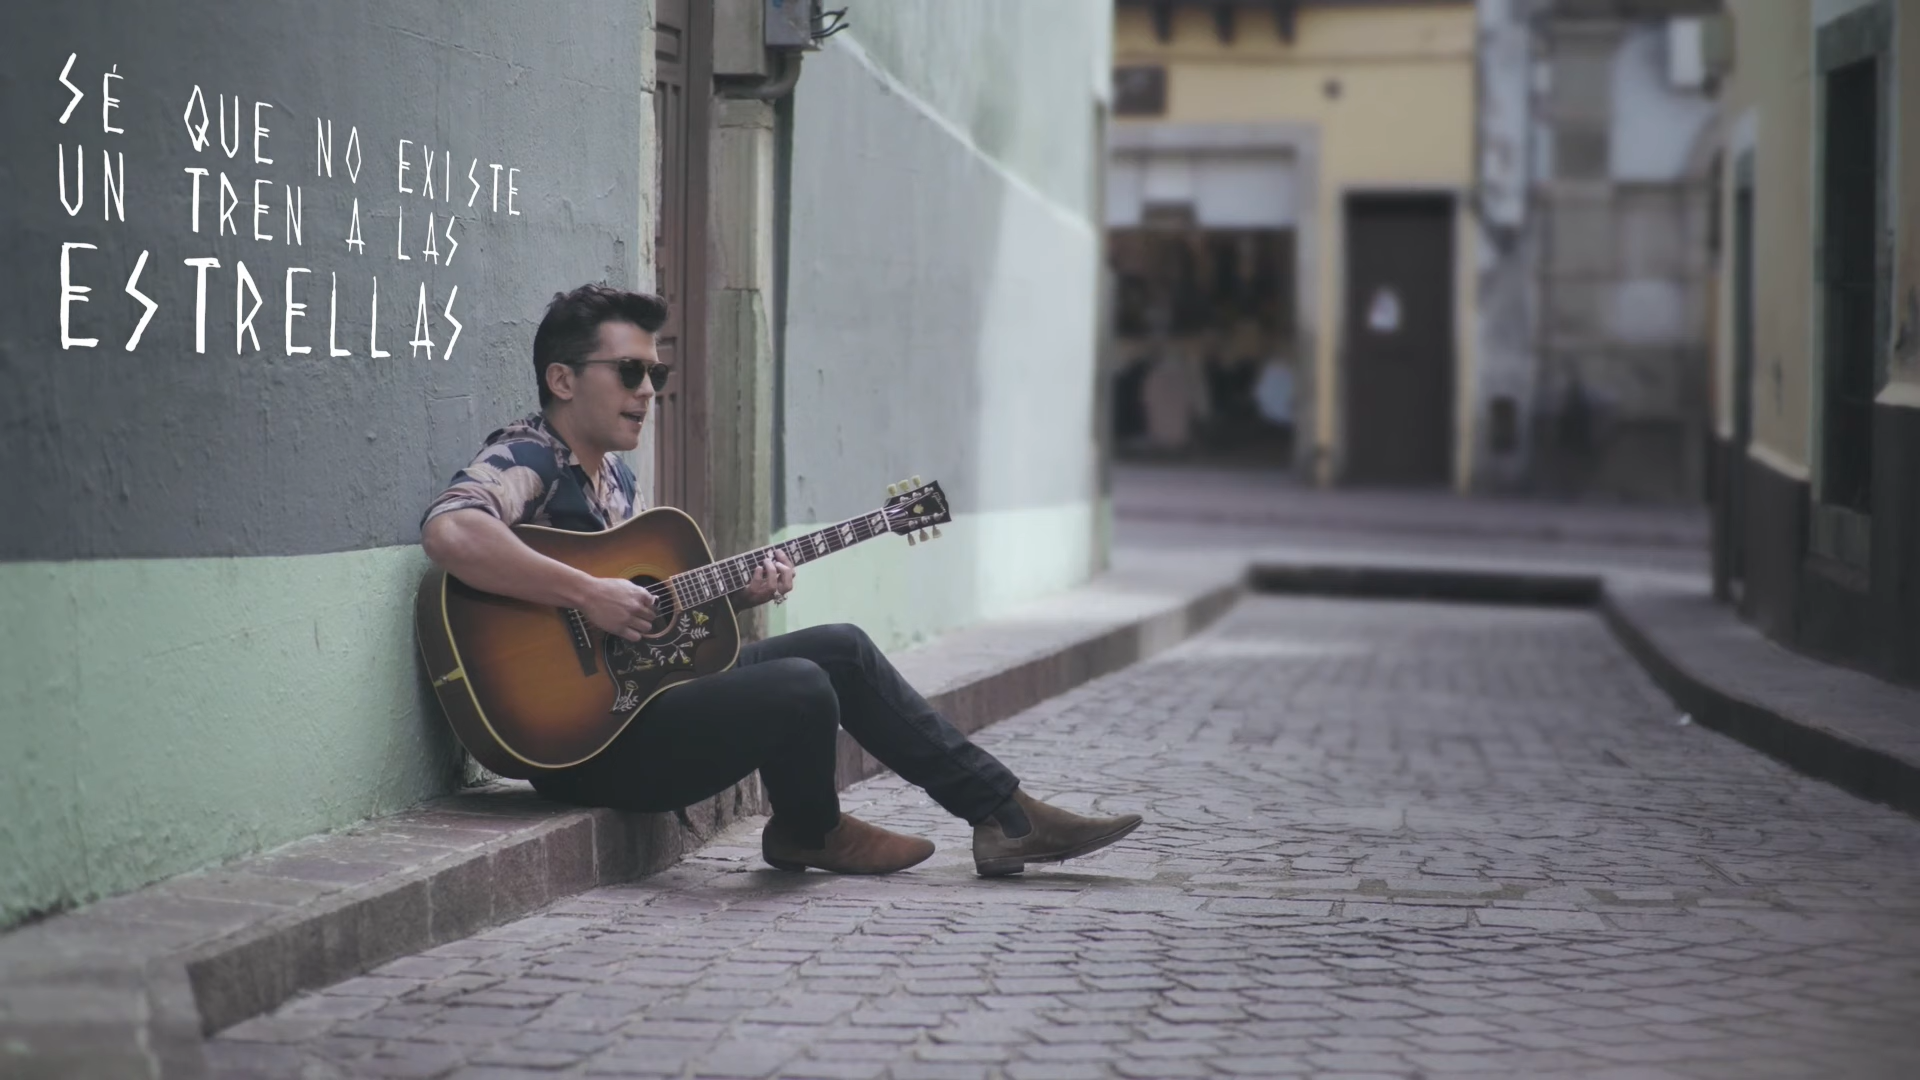 SÉ QUE NO EXISTE
UN TREN A LAS
ESTRELLAS